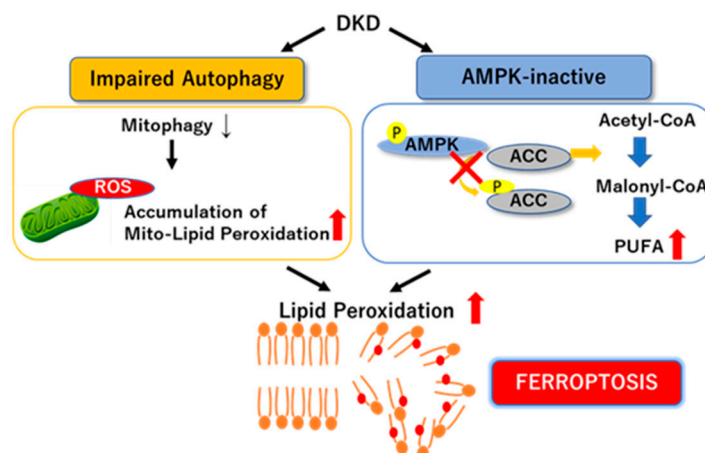 DKD
Impaired Autophagy
Mitophagy ↓
ROS
Accumulation of
Mito-Lipid Peroxidation
AMPK-inactive
P
AMPK
ACC
P
ACC
Acetyl-CoA
Malonyl-CoA
PUFA
Lipid Peroxidation
FERROPTOSIS